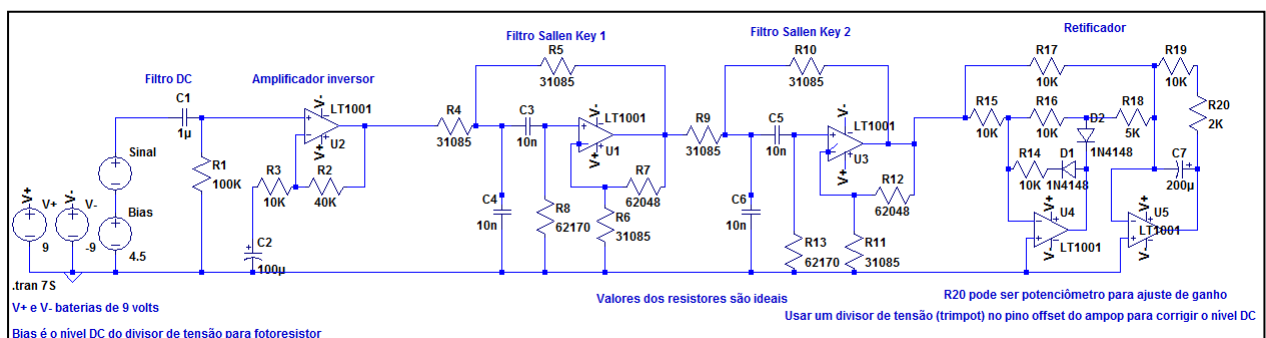 Filtro DC
Amplificador inversor
Filtro Sallen Key 1
Filtro Sallen Key 2
Retificador
C1
1µ
Sinal
V+
V+
9
V-
V-
-9
Bias
4.5
R1
100K
R3
10K
R2
40K
C2
100µ
V-
LT1001
U2
V+
R4
31085
R5
31085
C3
10n
C4
10n
R8
62170
V-
LT1001
U1
V+
R7
62048
R6
31085
R9
31085
R10
31085
C5
10n
C6
10n
R13
62170
V-
LT1001
U3
V+
R12
62048
R11
31085
R17
10K
R15
10K
R16
10K
R18
5K
R19
10K
R20
2K
D2
1N4148
R14
10K
D1
1N4148
C7
200µ
V+
U4
LT1001
V-
V+
U5
LT1001
V-
.tran 7S
V+ e V- baterias de 9 volts
Bias é o nível DC do divisor de tensão para fotoresistor
Valores dos resistores são ideais
R20 pode ser potenciômetro para ajuste de ganho
Usar um divisor de tensão (trimpot) no pino offset do ampop para corrigir o nível DC